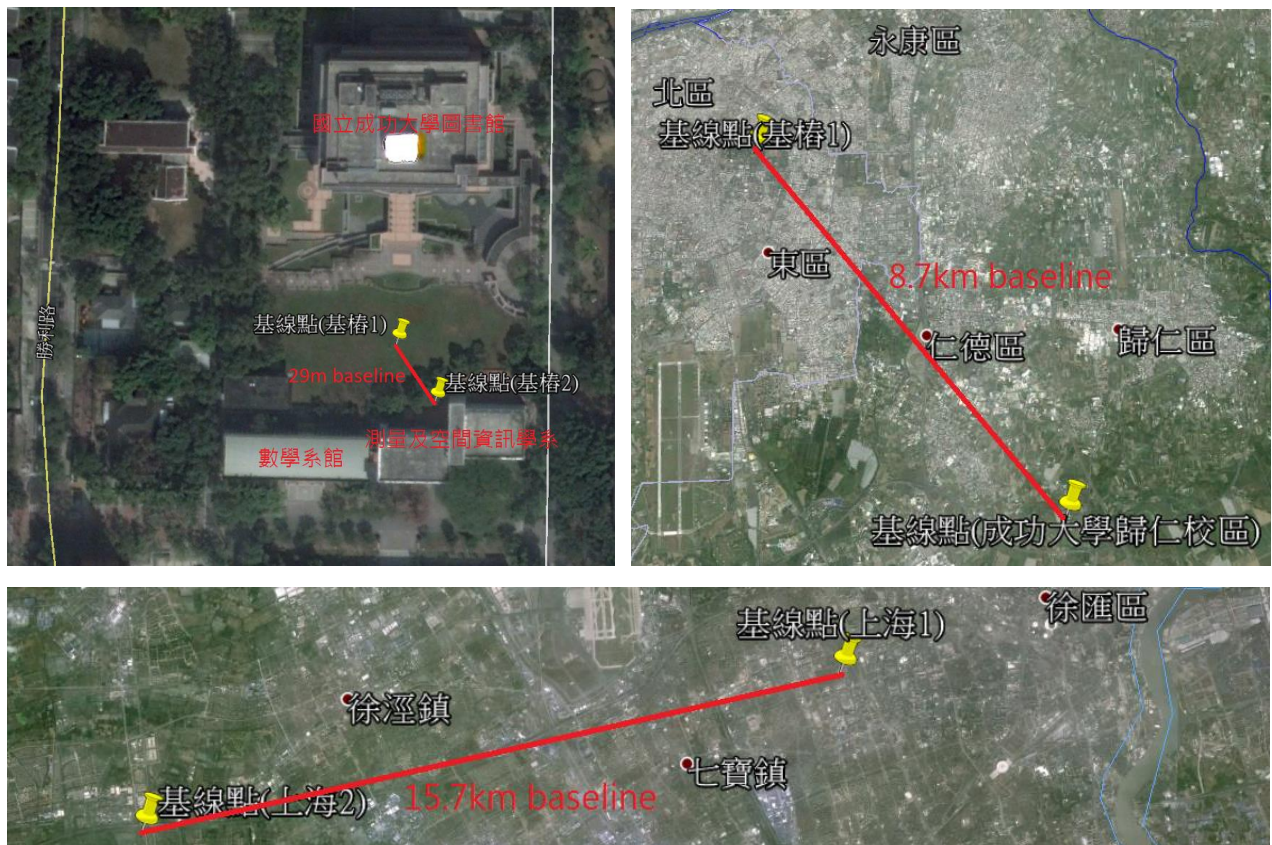 國立成功大學圖書館
勝利路
基線點(基樁1)
29m baseline
基線點(基樁2)
測量及空間資訊學系
數學系館
永康區
北區
基線點(基樁1)
東區
8.7km baseline
仁德區
歸仁區
基線點(成功大學歸仁校區)
徐匯區
基線點(上海1)
徐涇鎮
七寶鎮
基線點(上海2)
15.7km baseline